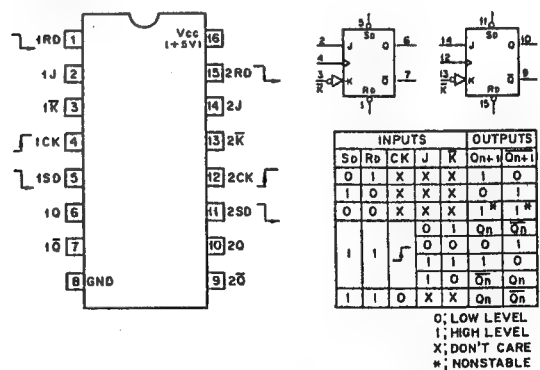 1RD 1
1J 2
1K̅ 3
1CK 4
1SD 5
1Q 6
1Q̅ 7
8 GND
Vcc
(+5V)
16
15 2RD
14 2J
13 2K̅
12 2CK
11 2SD
10 2Q
9 2Q̅
5
SD
2 J Q 6
4
3 K Q̅ 7
K̅
RD
1
11
SD
14 J Q 10
12
13 K Q̅ 9
K̅
RD
15
INPUTS OUTPUTS
SD RD CK J K̅ Qn+1 Q̅n+1
0 1 X X X 1 0
1 0 X X X 0 1
0 0 X X X 1* 1*
0 1 Qn Q̅n
1 1 0 0 0 1
1 1 1 0
1 0 Q̅n Qn
1 1 0 X X Qn Q̅n
0; LOW LEVEL
1; HIGH LEVEL
X; DON'T CARE
*; NONSTABLE